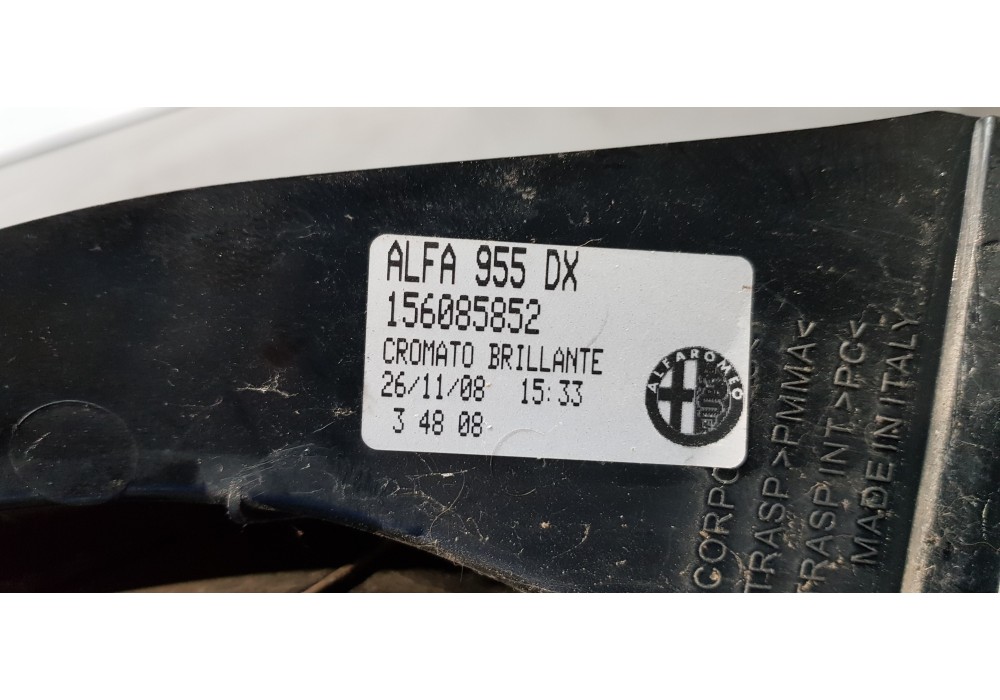 ALFA 955 DX
156085852
CROMATO BRILLANTE
26/11/08 15:33
3 48 08
ALFA ROMEO
TRASP >PMMA<
TRASP INT >PC<
MADE IN ITALY